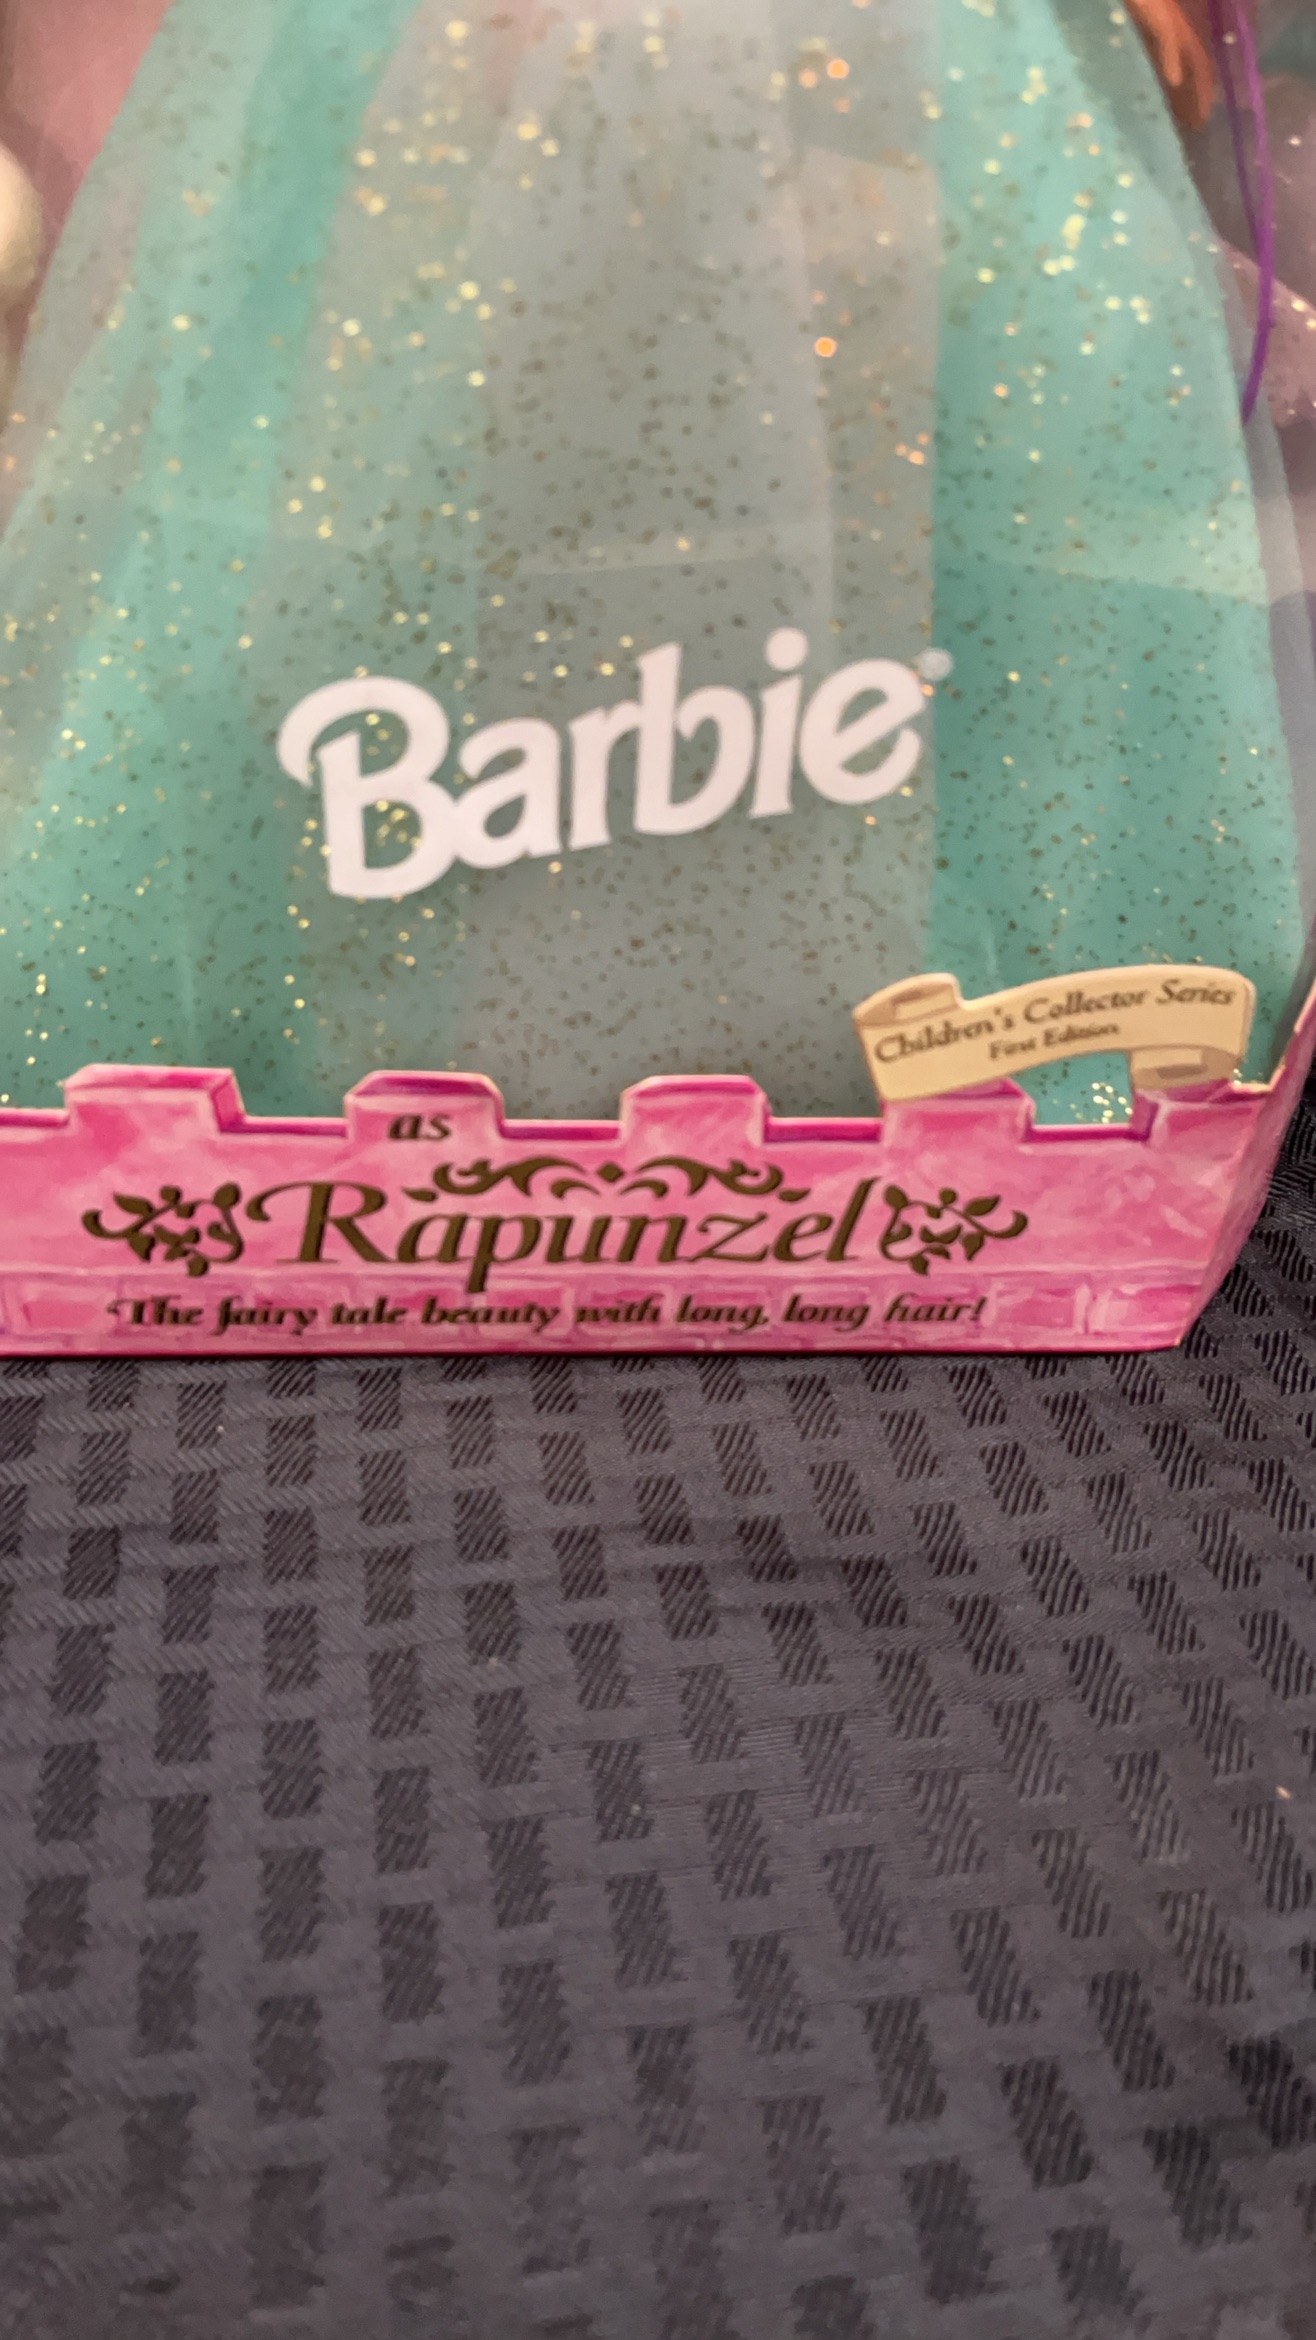 Barbie®
Children's Collector Series
First Edition
as
Rapunzel
The fairy tale beauty with long, long hair!